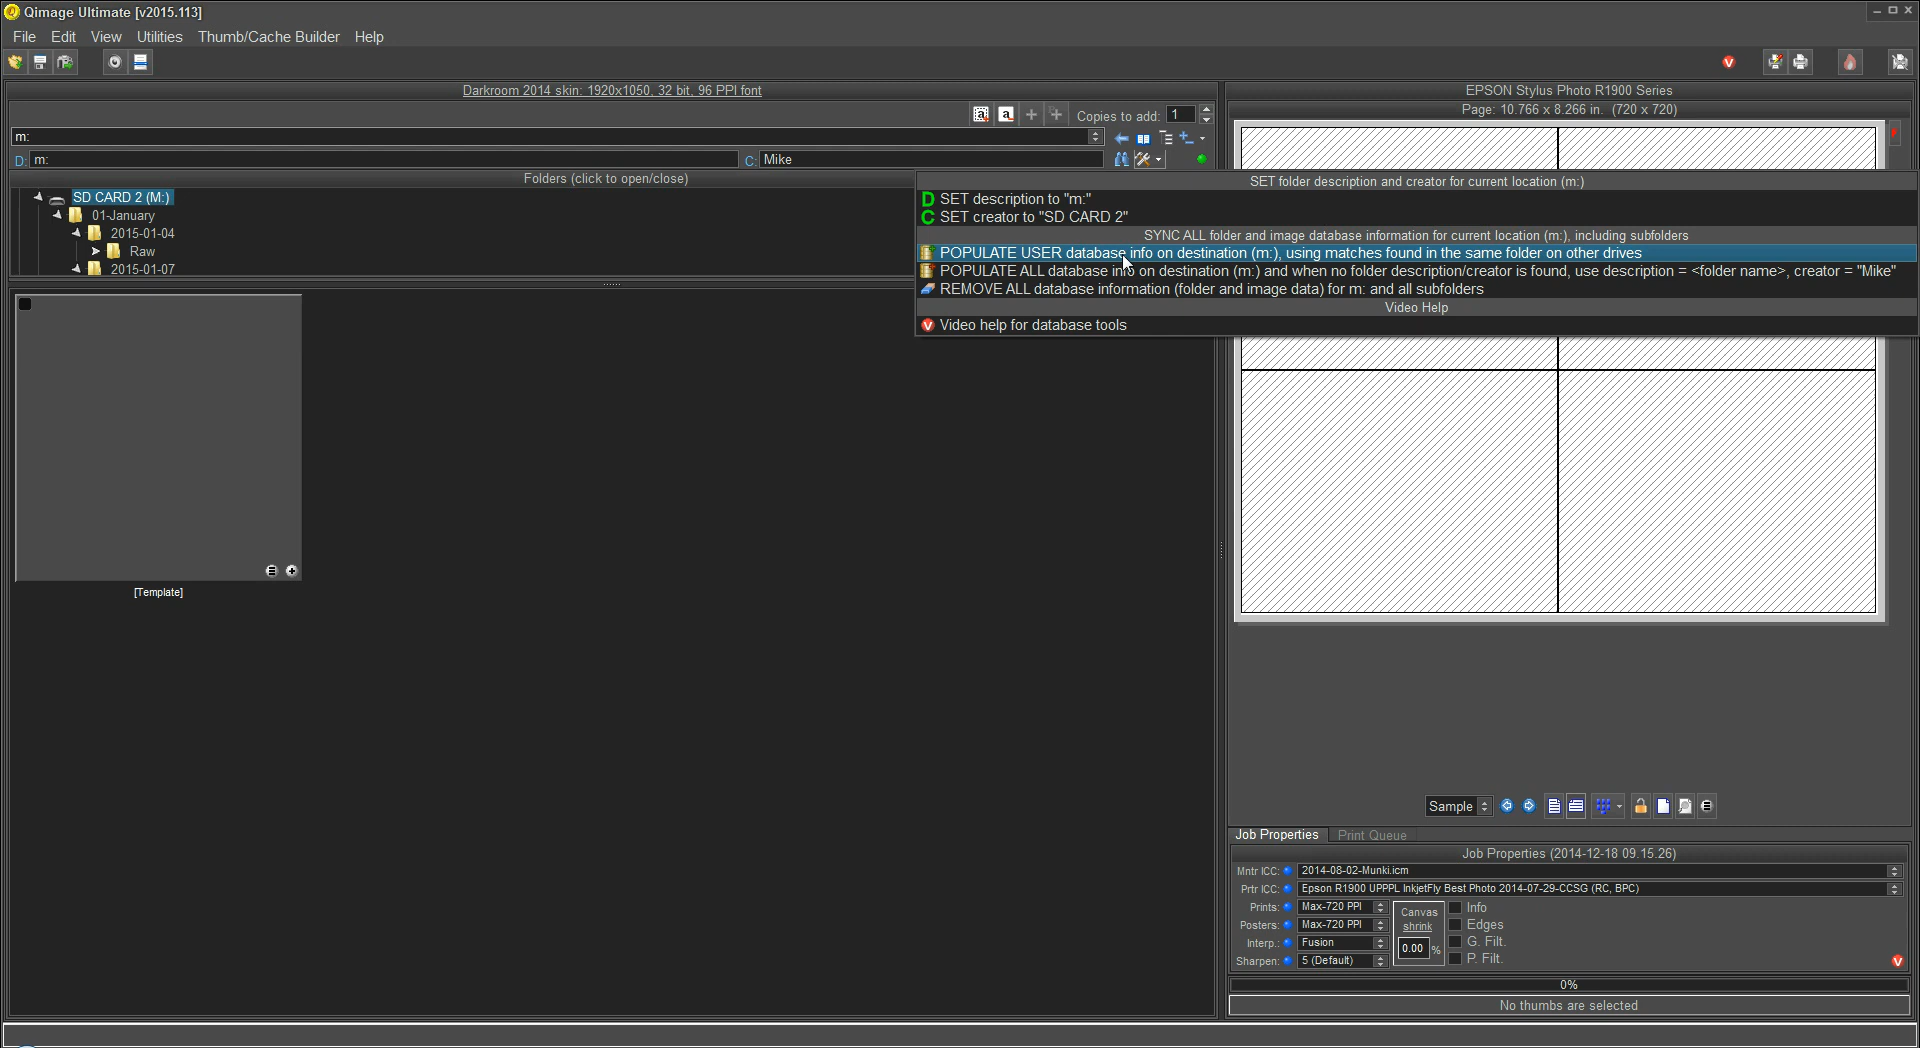 Qimage Ultimate [v2015.113]
File Edit View Utilities Thumb/Cache Builder Help
Darkroom 2014 skin: 1920x1050, 32 bit, 96 PPI font
Copies to add: 1
m:
D: m: C: Mike
Folders (click to open/close)
SD CARD 2 (M:)
01-January
2015-01-04
Raw
2015-01-07
SET folder description and creator for current location (m:)
D SET description to "m:"
C SET creator to "SD CARD 2"
SYNC ALL folder and image database information for current location (m:), including subfolders
POPULATE USER database info on destination (m:), using matches found in the same folder on other drives
POPULATE ALL database info on destination (m:) and when no folder description/creator is found, use description = <folder name>, creator = "Mike"
REMOVE ALL database information (folder and image data) for m: and all subfolders
Video Help
Video help for database tools
[Template]
EPSON Stylus Photo R1900 Series
Page: 10.766 x 8.266 in. (720 x 720)
Sample
Job Properties Print Queue
Job Properties (2014-12-18 09.15.26)
Mntr ICC: 2014-08-02-Munki.icm
Prtr ICC: Epson R1900 UPPPL InkjetFly Best Photo 2014-07-29-CCSG (RC, BPC)
Prints: Max-720 PPI
Posters: Max-720 PPI
Interp.: Fusion
Sharpen: 5 (Default)
Canvas
shrink
0.00 %
Info
Edges
G. Filt.
P. Filt.
0%
No thumbs are selected